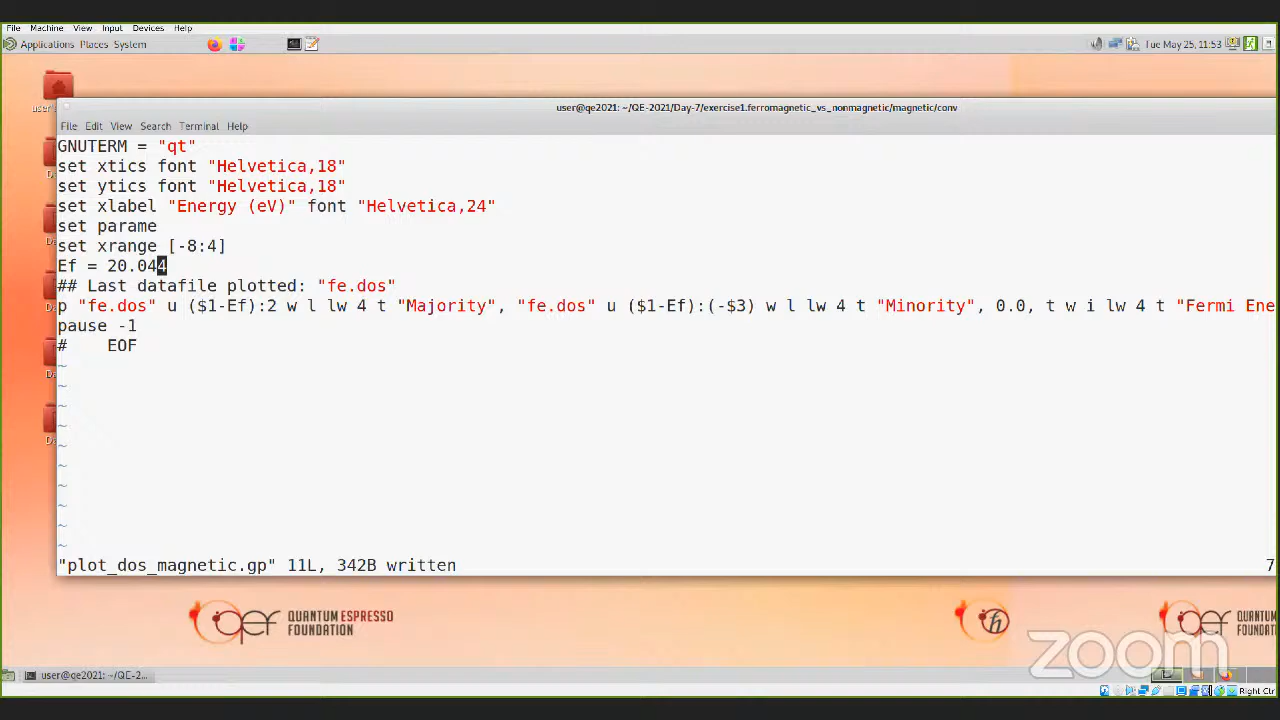 File Machine View Input Devices Help
Applications Places System
Tue May 25, 11:53
user@qe2021: ~/QE-2021/Day-7/exercise1.ferromagnetic_vs_nonmagnetic/magnetic/conv
File Edit View Search Terminal Help
GNUTERM = "qt"
set xtics font "Helvetica,18"
set ytics font "Helvetica,18"
set xlabel "Energy (eV)" font "Helvetica,24"
set parame
set xrange [-8:4]
Ef = 20.044
## Last datafile plotted: "fe.dos"
p "fe.dos" u ($1-Ef):2 w l lw 4 t "Majority", "fe.dos" u ($1-Ef):(-$3) w l lw 4 t "Minority", 0.0, t w i lw 4 t "Fermi Ene
pause -1
#    EOF
~
~
~
~
~
~
~
~
~
~
"plot_dos_magnetic.gp" 11L, 342B written 7
QUANTUM ESPRESSO
FOUNDATION
QUANTUM
FOUNDAT
zoom
user@qe2021: ~/QE-2...
Right Ctr